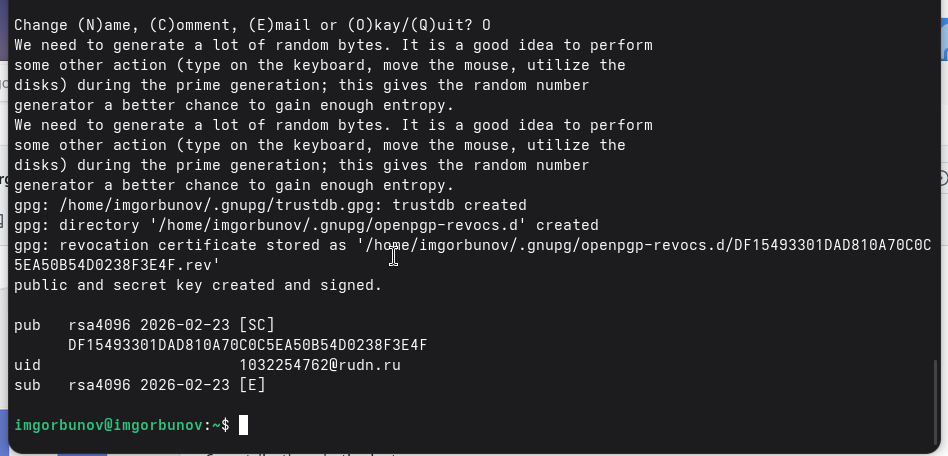 Change (N)ame, (C)omment, (E)mail or (O)kay/(Q)uit? O
We need to generate a lot of random bytes. It is a good idea to perform
some other action (type on the keyboard, move the mouse, utilize the
disks) during the prime generation; this gives the random number
generator a better chance to gain enough entropy.
We need to generate a lot of random bytes. It is a good idea to perform
some other action (type on the keyboard, move the mouse, utilize the
disks) during the prime generation; this gives the random number
generator a better chance to gain enough entropy.
gpg: /home/imgorbunov/.gnupg/trustdb.gpg: trustdb created
gpg: directory '/home/imgorbunov/.gnupg/openpgp-revocs.d' created
gpg: revocation certificate stored as '/home/imgorbunov/.gnupg/openpgp-revocs.d/DF15493301DAD810A70C0C
5EA50B54D0238F3E4F.rev'
public and secret key created and signed.
pub   rsa4096 2026-02-23 [SC]
      DF15493301DAD810A70C0C5EA50B54D0238F3E4F
uid                      1032254762@rudn.ru
sub   rsa4096 2026-02-23 [E]
imgorbunov@imgorbunov:~$